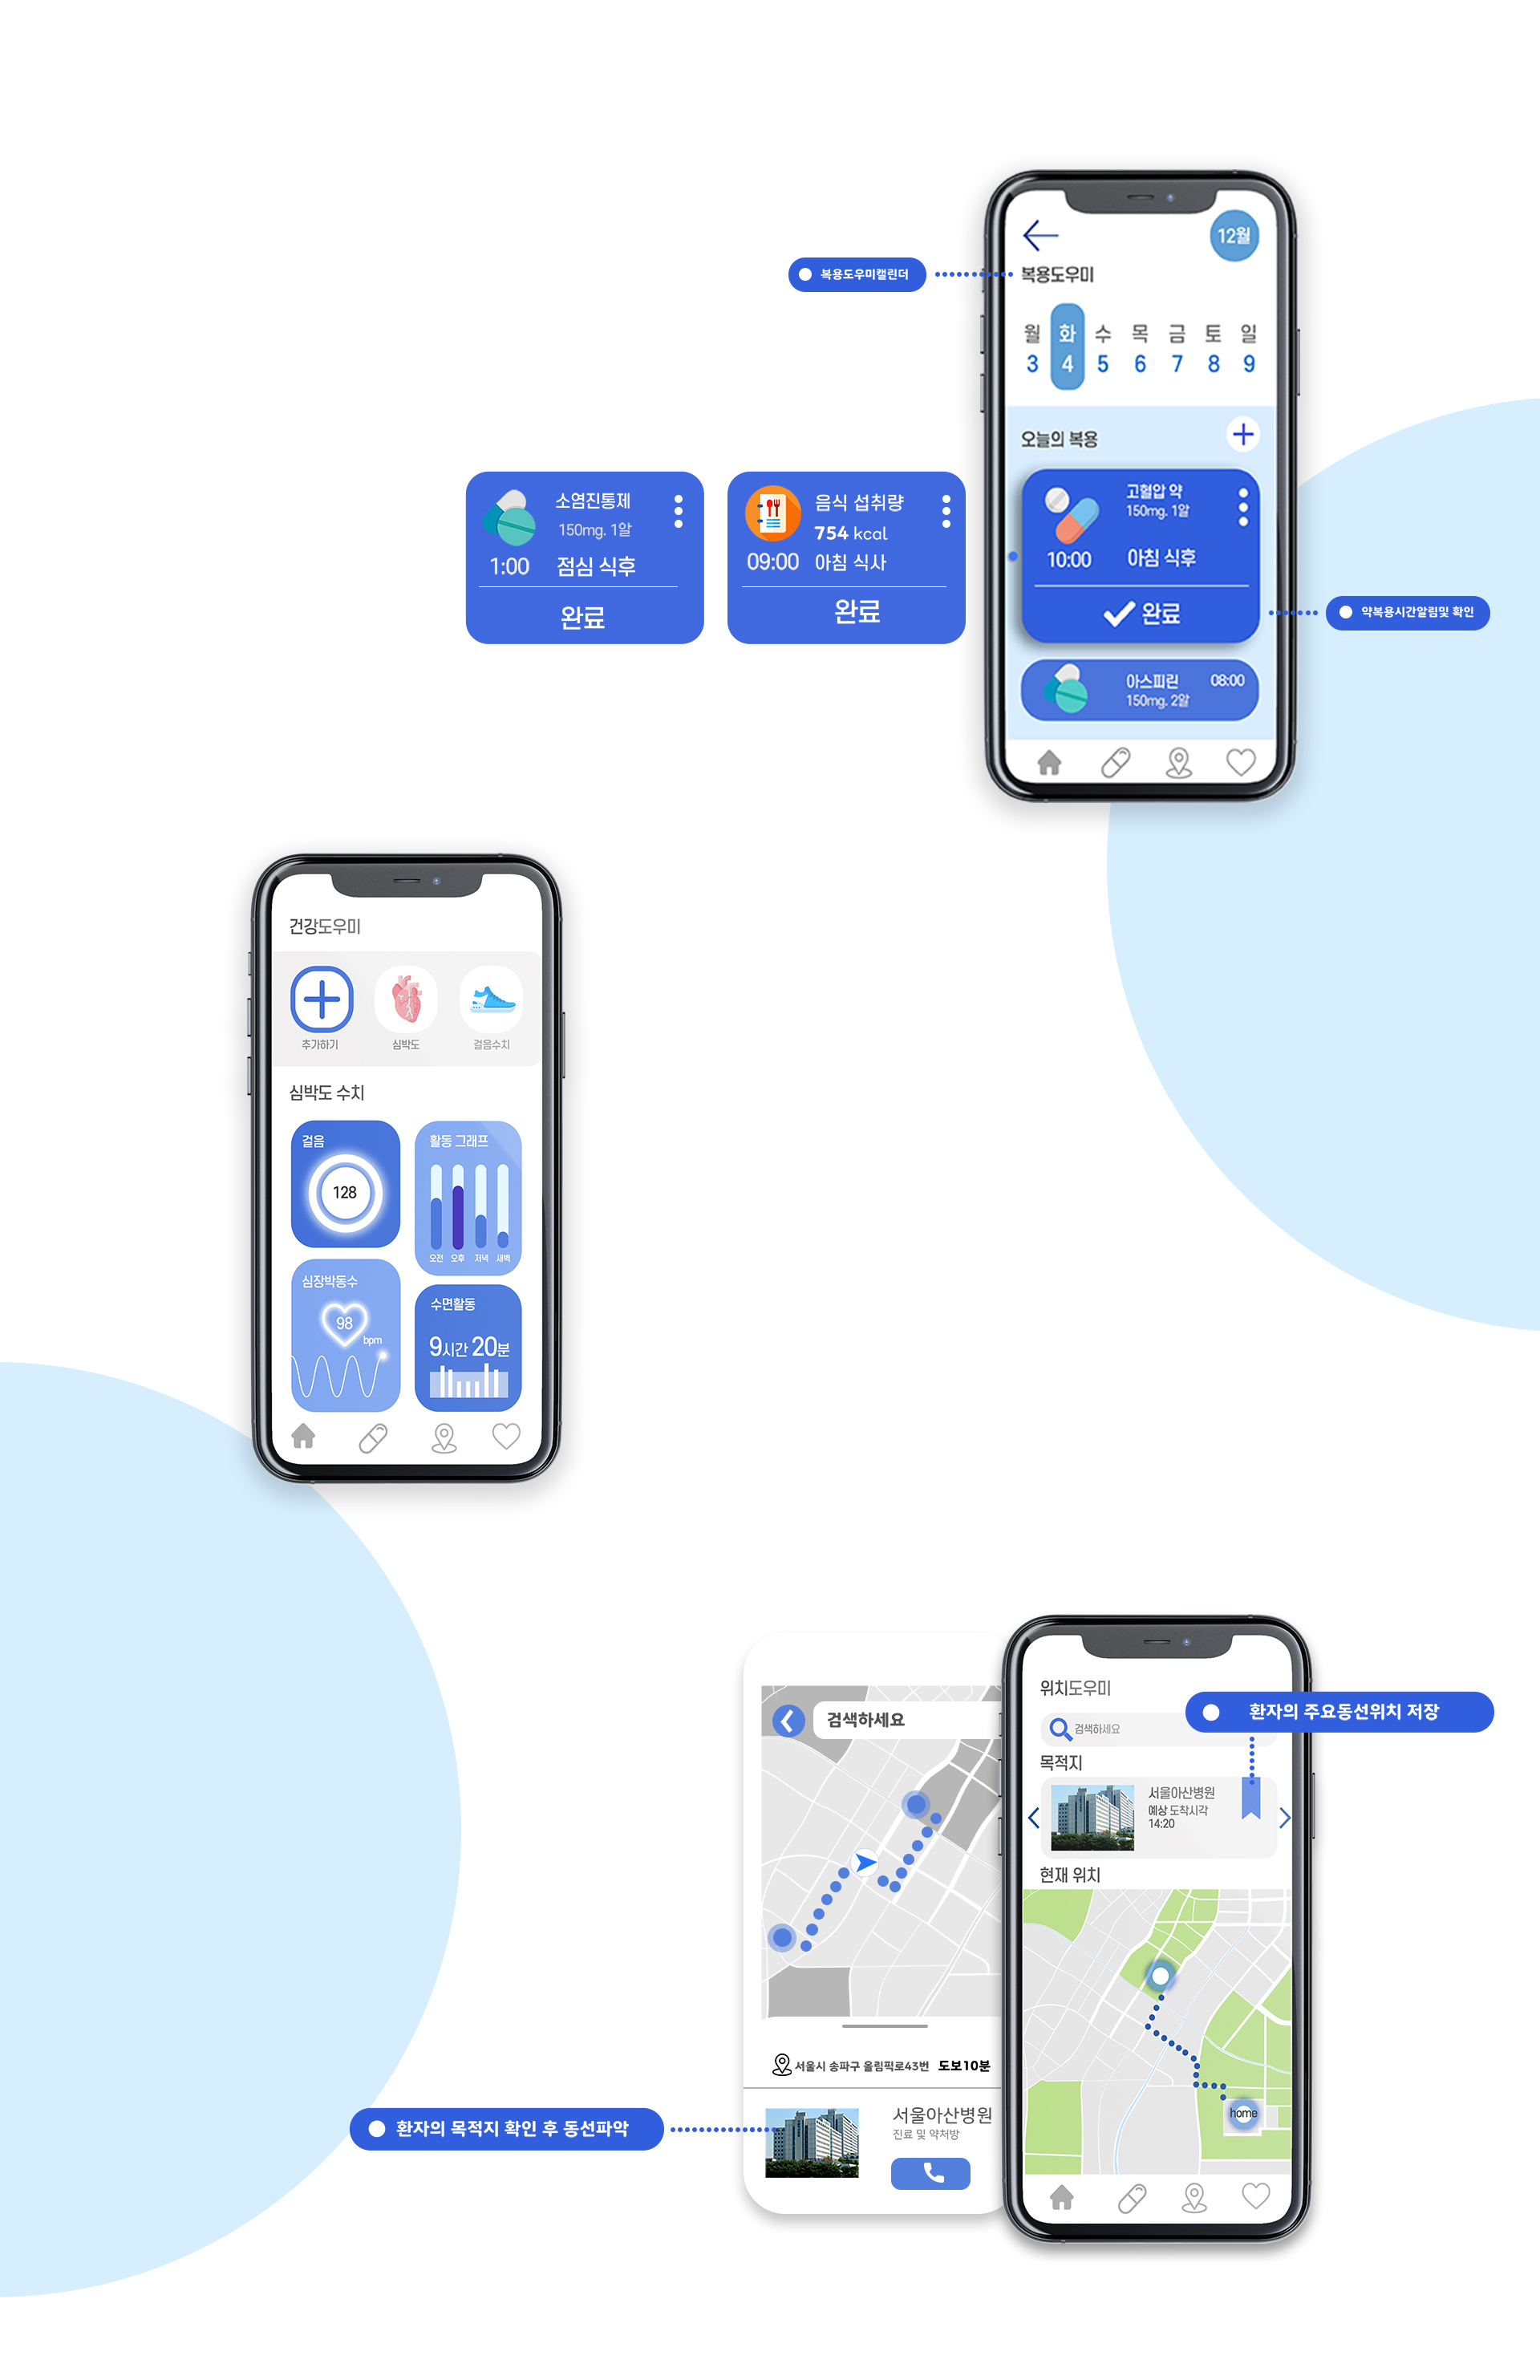 12월
복용도우미캘린더
복용도우미
월 화 수 목 금 토 일
3 4 5 6 7 8 9
오늘의 복용
소염진통제
150mg. 1알
1:00 점심 식후
완료
음식 섭취량
754 kcal
09:00 아침 식사
완료
고혈압 약
150mg. 1알
10:00 아침 식후
완료
약복용시간알림및 확인
아스피린 08:00
150mg. 2알
건강도우미
추가하기 심박도 걸음수치
심박도 수치
걸음
128
활동 그래프
오전 오후 저녁 새벽
심장박동수
98
bpm
수면활동
9시간 20분
위치도우미
환자의 주요동선위치 저장
검색하세요
검색하세요
목적지
서울아산병원
예상 도착시각
14:20
현재 위치
home
서울시 송파구 올림픽로43번 도보10분
환자의 목적지 확인 후 동선파악
서울아산병원
진료 및 약처방